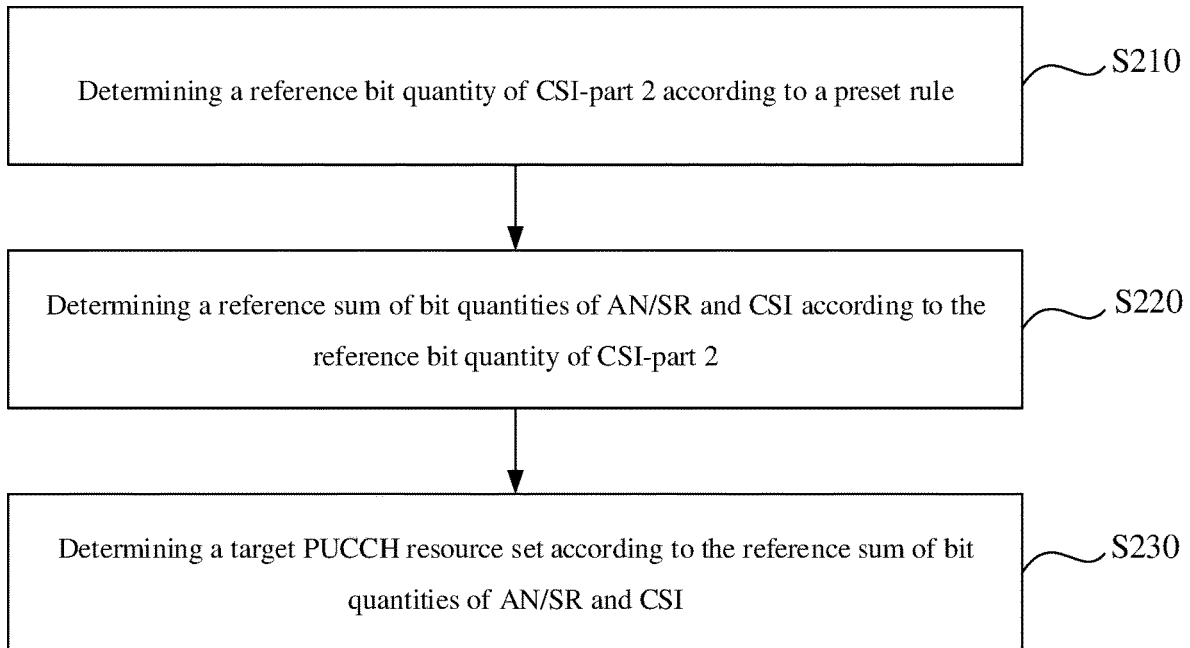 Determining a reference bit quantity of CSI-part 2 according to a preset rule
S210
Determining a reference sum of bit quantities of AN/SR and CSI according to the
reference bit quantity of CSI-part 2
S220
Determining a target PUCCH resource set according to the reference sum of bit
quantities of AN/SR and CSI
S230